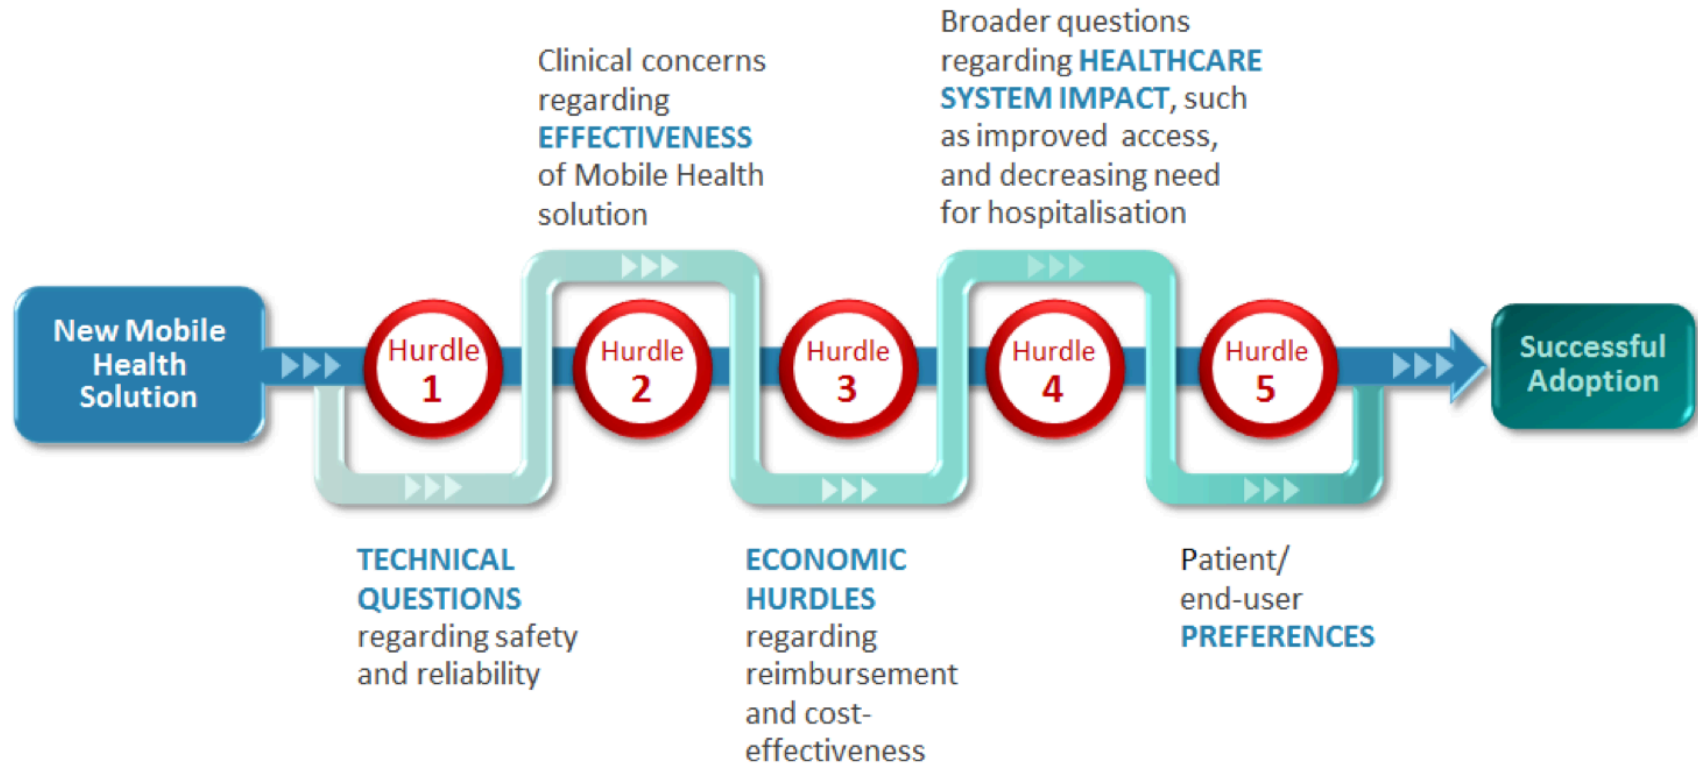 New Mobile
Health
Solution
Hurdle
1
TECHNICAL
QUESTIONS
regarding safety
and reliability
Clinical concerns
regarding
EFFECTIVENESS
of Mobile Health
solution
Hurdle
2
Hurdle
3
ECONOMIC
HURDLES
regarding
reimbursement
and cost-
effectiveness
Broader questions
regarding HEALTHCARE
SYSTEM IMPACT, such
as improved access,
and decreasing need
for hospitalisation
Hurdle
4
Hurdle
5
Patient/
end-user
PREFERENCES
Successful
Adoption